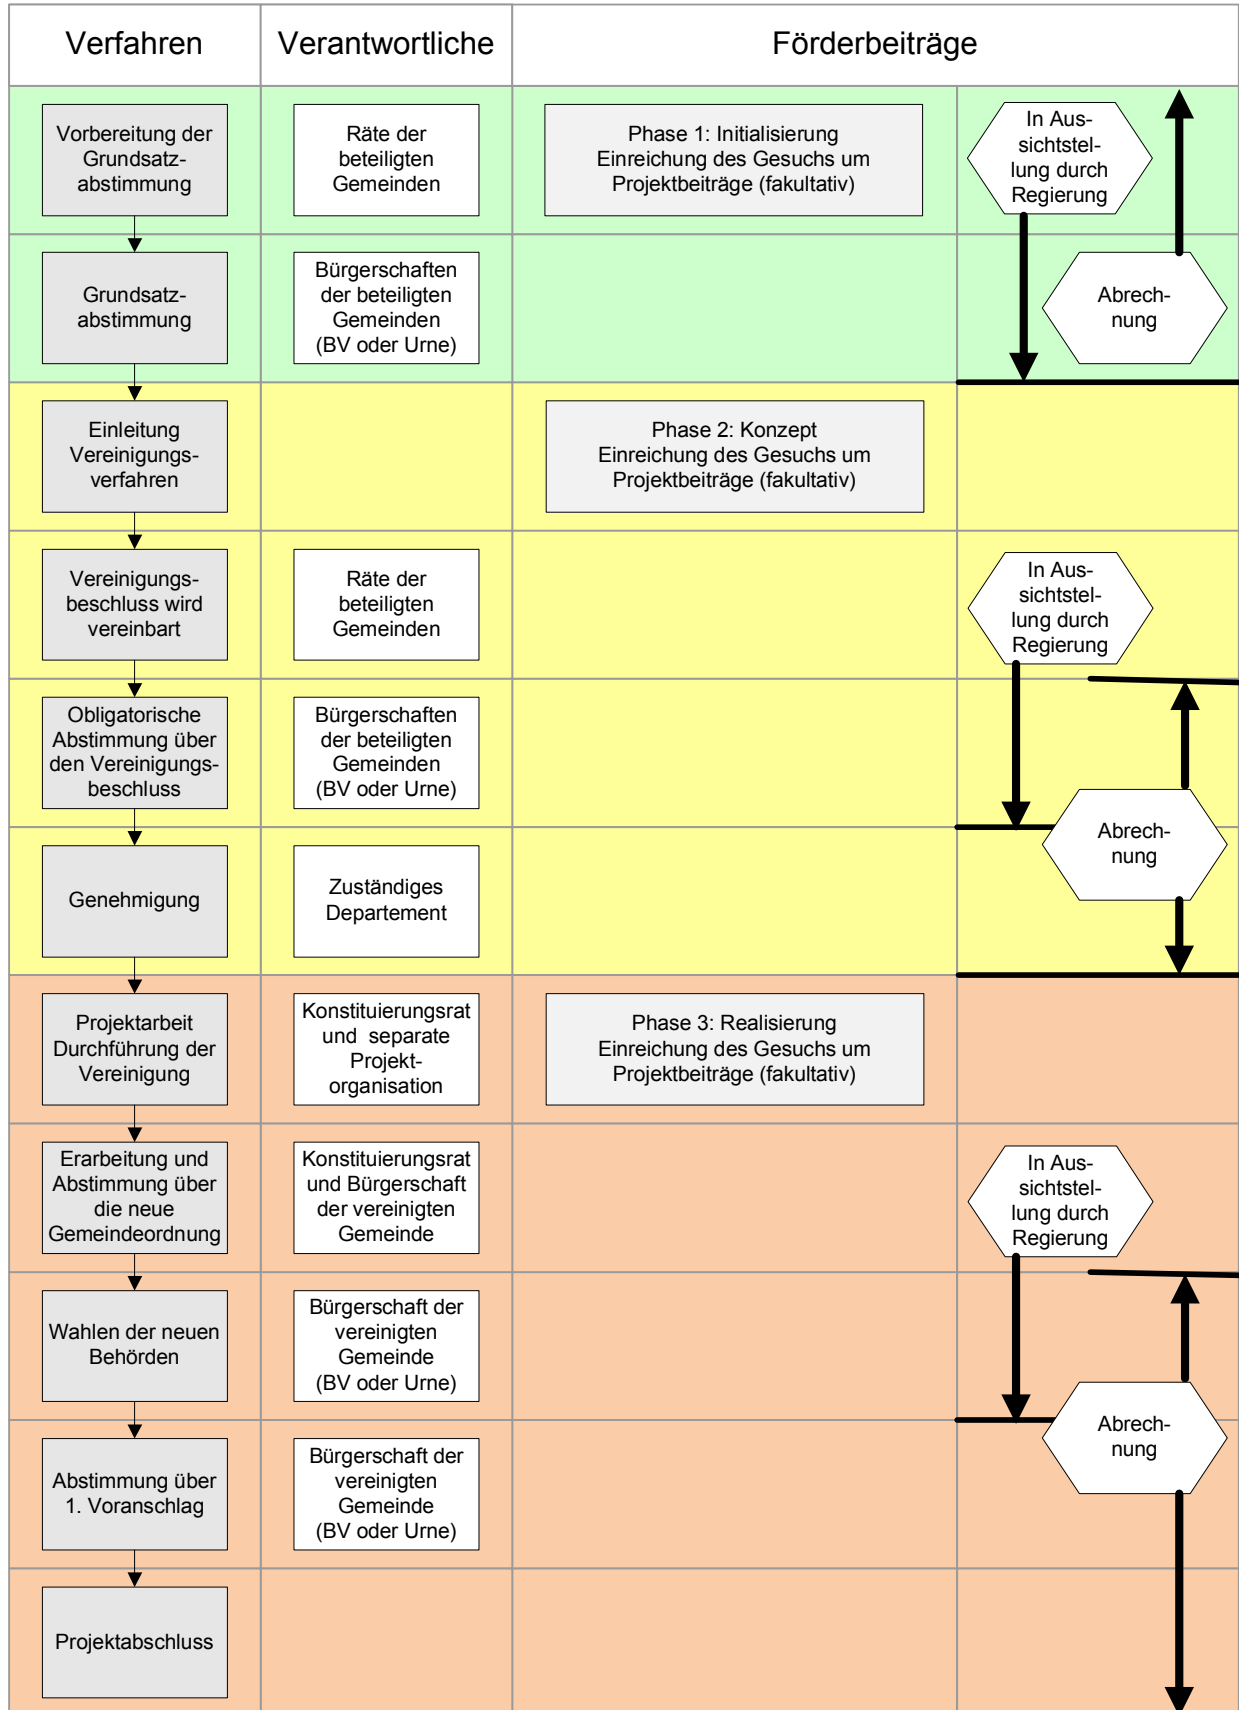 Verfahren
Verantwortliche
Förderbeiträge
Vorbereitung der
Grundsatz-
abstimmung
Räte der
beteiligten
Gemeinden
Phase 1: Initialisierung
Einreichung des Gesuchs um
Projektbeiträge (fakultativ)
In Aus-
sichtstel-
lung durch
Regierung
Grundsatz-
abstimmung
Bürgerschaften
der beteiligten
Gemeinden
(BV oder Urne)
Abrech-
nung
Einleitung
Vereinigungs-
verfahren
Phase 2: Konzept
Einreichung des Gesuchs um
Projektbeiträge (fakultativ)
Vereinigungs-
beschluss wird
vereinbart
Räte der
beteiligten
Gemeinden
In Aus-
sichtstel-
lung durch
Regierung
Obligatorische
Abstimmung über
den Vereinigungs-
beschluss
Bürgerschaften
der beteiligten
Gemeinden
(BV oder Urne)
Genehmigung
Zuständiges
Departement
Abrech-
nung
Projektarbeit
Durchführung der
Vereinigung
Konstituierungsrat
und separate
Projekt-
organisation
Phase 3: Realisierung
Einreichung des Gesuchs um
Projektbeiträge (fakultativ)
Erarbeitung und
Abstimmung über
die neue
Gemeindeordnung
Konstituierungsrat
und Bürgerschaft
der vereinigten
Gemeinde
In Aus-
sichtstel-
lung durch
Regierung
Wahlen der neuen
Behörden
Bürgerschaft der
vereinigten
Gemeinde
(BV oder Urne)
Abstimmung über
1. Voranschlag
Bürgerschaft der
vereinigten
Gemeinde
(BV oder Urne)
Abrech-
nung
Projektabschluss